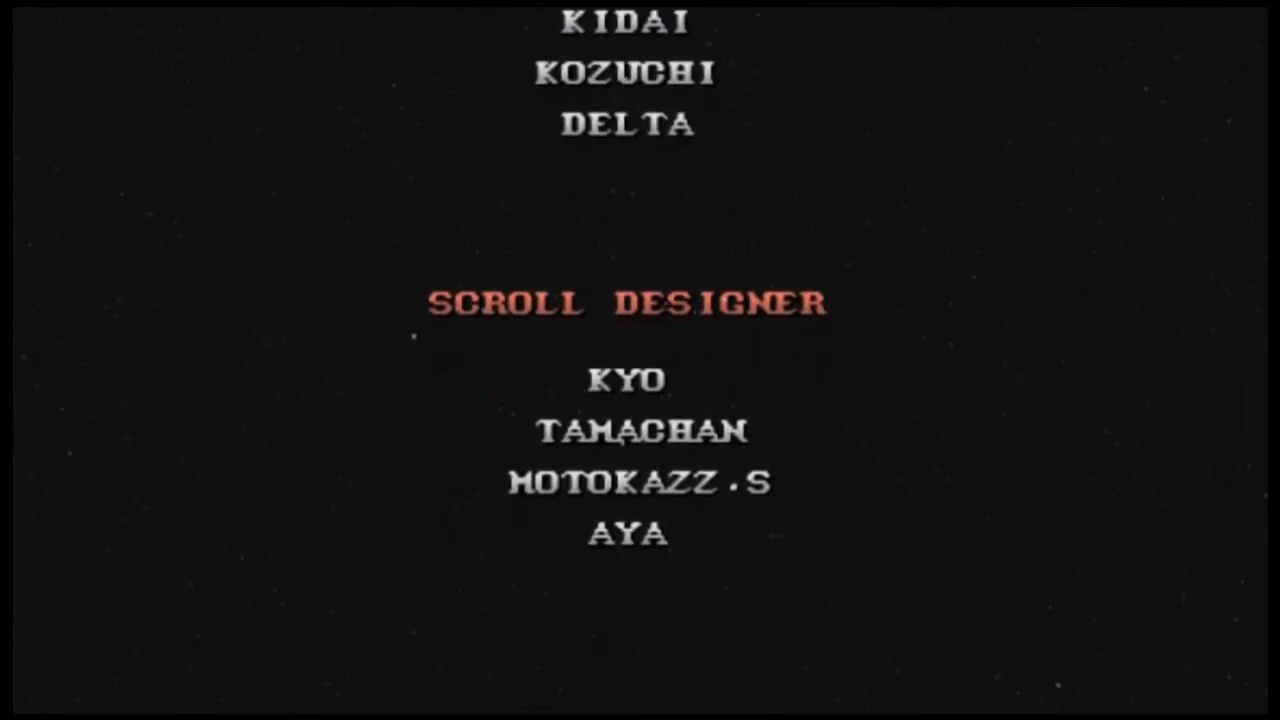 KIDAI
KOZUCHI
DELTA
SCROLL DESIGNER
KYO
TAMACHAN
MOTOKAZZ.S
AYA